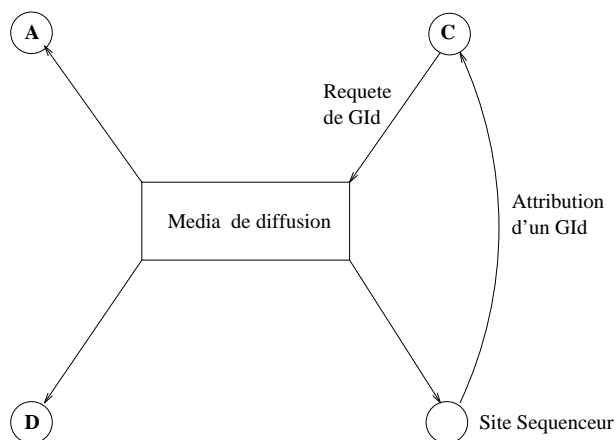 A
C
Requete
de GId
Media de diffusion
Attribution
d'un GId
D
Site Sequenceur